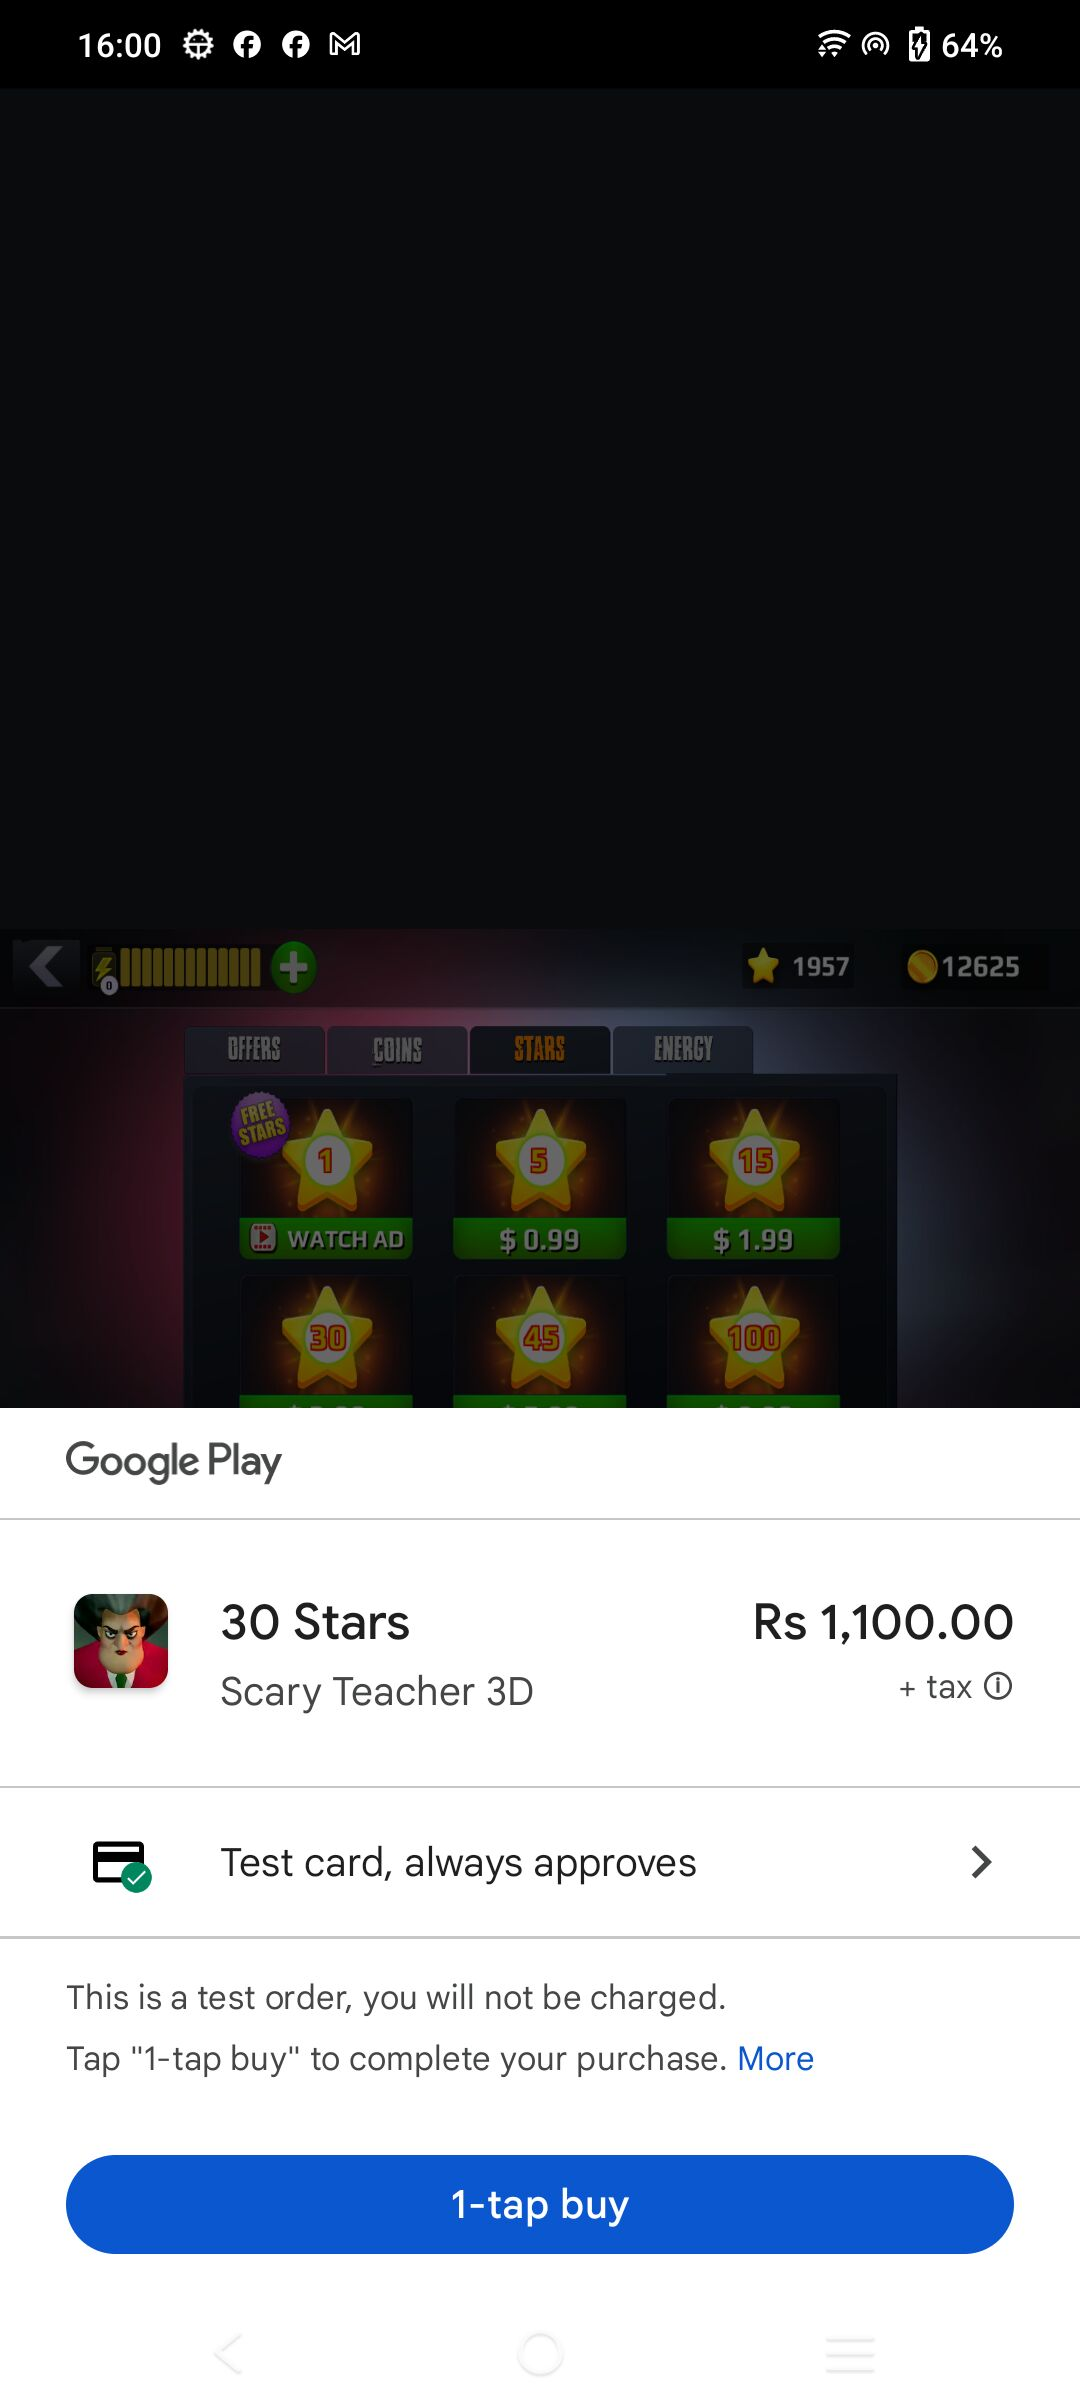 16:00 64%
0 1957 12625
OFFERS COINS STARS ENERGY
FREE
STARS
1 5 15
WATCH AD $ 0.99 $ 1.99
30 45 100
Google Play
30 Stars Rs 1,100.00
Scary Teacher 3D + tax
Test card, always approves
This is a test order, you will not be charged.
Tap "1-tap buy" to complete your purchase. More
1-tap buy